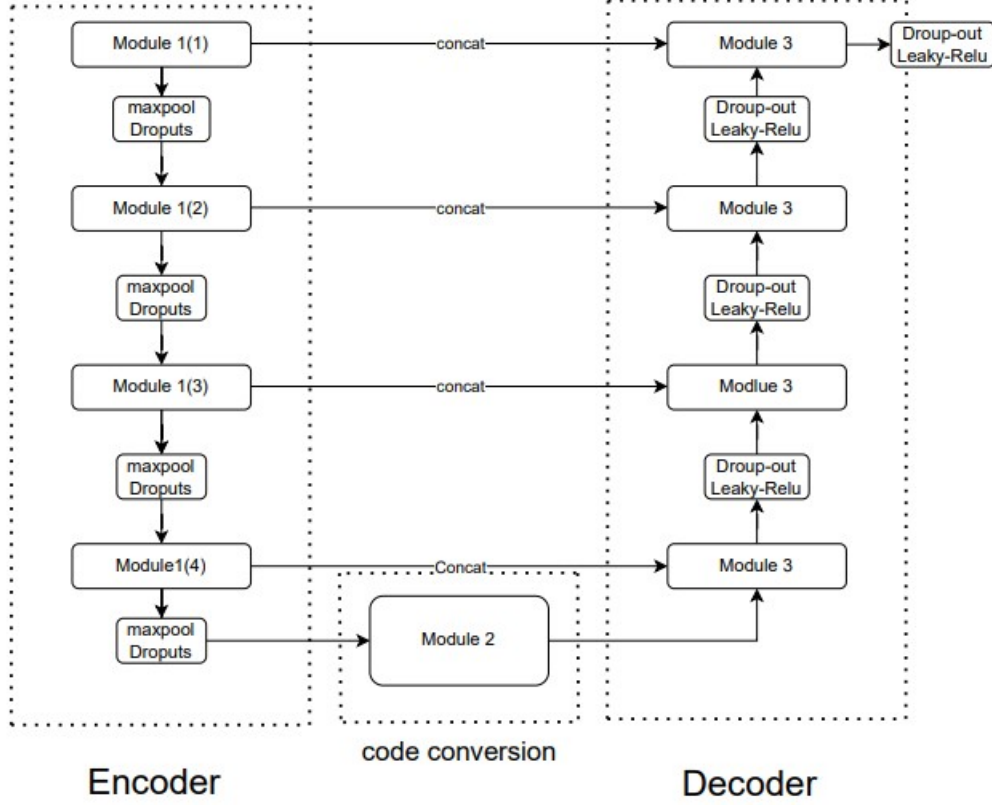 Module 1(1)
concat
Module 3
Droup-out
Leaky-Relu
maxpool
Droputs
Droup-out
Leaky-Relu
Module 1(2)
concat
Module 3
maxpool
Droputs
Droup-out
Leaky-Relu
Module 1(3)
concat
Modlue 3
maxpool
Droputs
Droup-out
Leaky-Relu
Module1(4)
Concat
Module 3
maxpool
Droputs
Module 2
code conversion
Encoder
Decoder